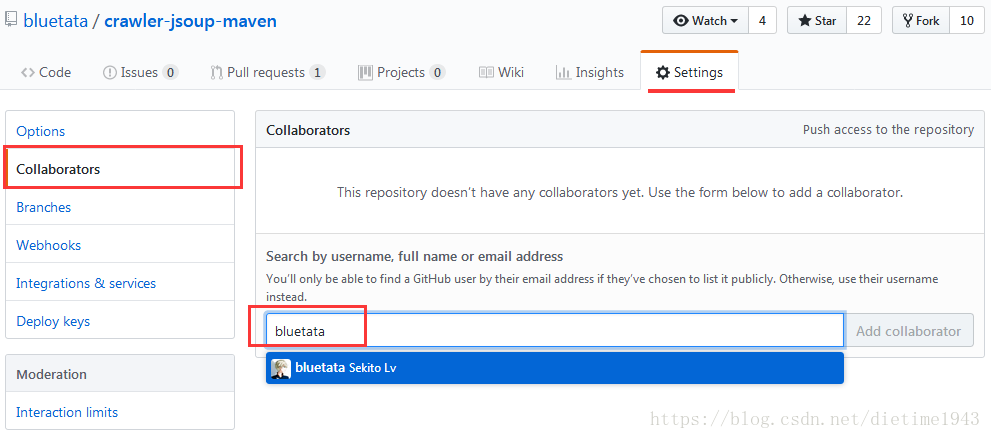 bluetata / crawler-jsoup-maven
Watch 4 Star 22 Fork 10
Code Issues 0 Pull requests 1 Projects 0 Wiki Insights Settings
Options
Collaborators
Branches
Webhooks
Integrations & services
Deploy keys
Moderation
Interaction limits
Collaborators Push access to the repository
This repository doesn't have any collaborators yet. Use the form below to add a collaborator.
Search by username, full name or email address
You'll only be able to find a GitHub user by their email address if they've chosen to list it publicly. Otherwise, use their username
instead.
bluetata Add collaborator
bluetata Sekito Lv
https://blog.csdn.net/dietime1943